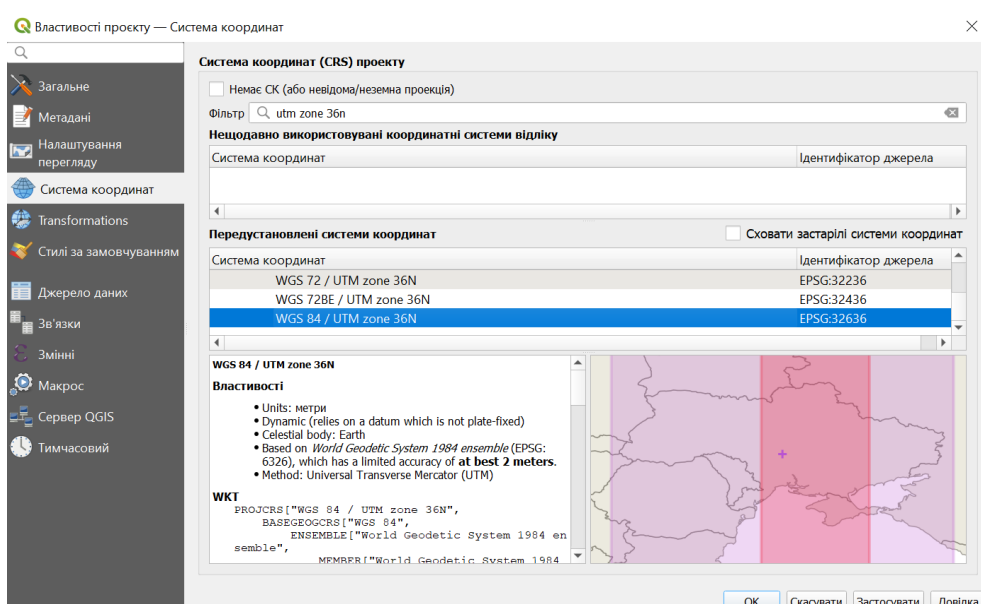 Властивості проєкту — Система координат
Загальне
Метадані
Налаштування
перегляду
Система координат
Transformations
Стилі за замовчуванням
Джерело даних
Зв'язки
Змінні
Макрос
Сервер QGIS
Тимчасовий
Система координат (CRS) проекту
Немає СК (або невідома/неземна проекція)
Фільтр utm zone 36n
Нещодавно використовувані координатні системи відліку
Система координат Ідентифікатор джерела
Передустановлені системи координат Сховати застарілі системи координат
Система координат Ідентифікатор джерела
WGS 72 / UTM zone 36N EPSG:32236
WGS 72BE / UTM zone 36N EPSG:32436
WGS 84 / UTM zone 36N EPSG:32636
WGS 84 / UTM zone 36N
Властивості
• Units: метри
• Dynamic (relies on a datum which is not plate-fixed)
• Celestial body: Earth
• Based on World Geodetic System 1984 ensemble (EPSG:
6326), which has a limited accuracy of at best 2 meters.
• Method: Universal Transverse Mercator (UTM)
WKT
PROJCRS["WGS 84 / UTM zone 36N",
BASEGEOGCRS["WGS 84",
ENSEMBLE["World Geodetic System 1984 en
semble",
MEMBER["World Geodetic System 1984
OK Скасувати Застосувати Довідка